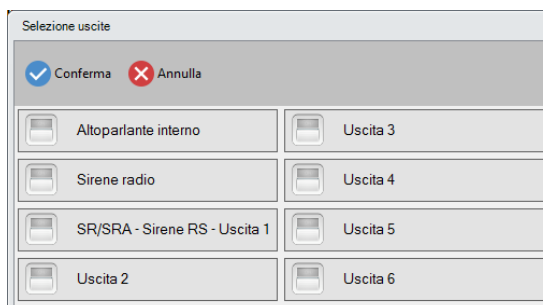 Selezione uscite
Conferma Annulla
Altoparlante interno
Uscita 3
Sirene radio
Uscita 4
SR/SRA - Sirene RS - Uscita 1
Uscita 5
Uscita 2
Uscita 6